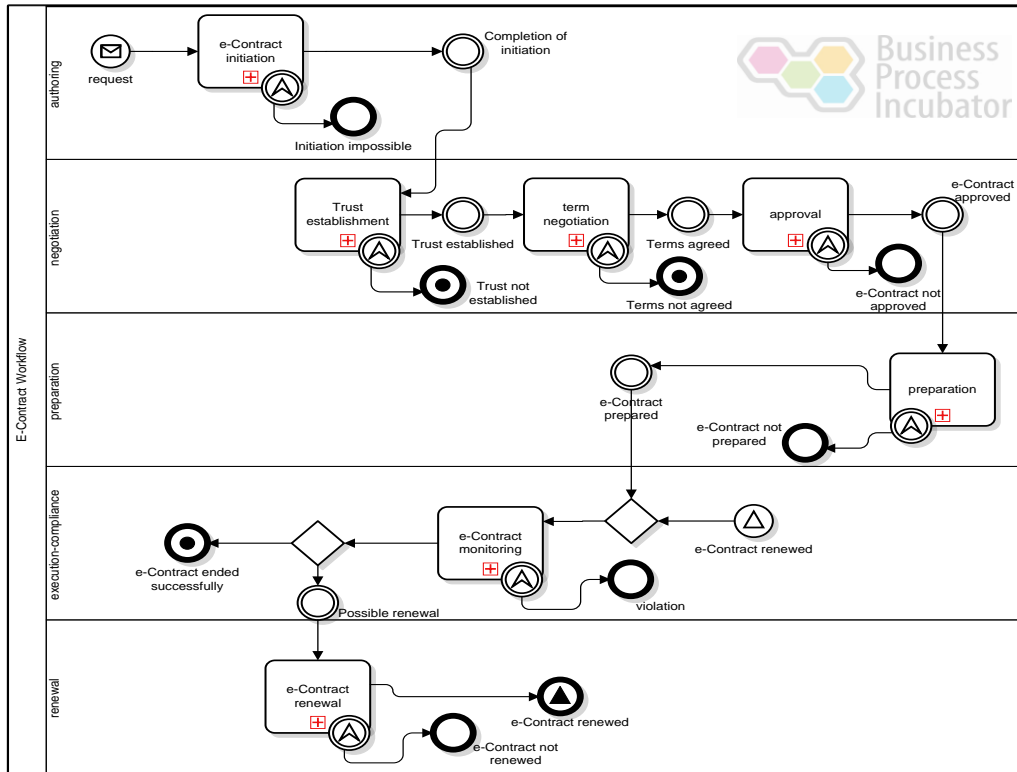 E-Contract Workflow
authoring
request
e-Contract
initiation
Completion of
initiation
Initiation impossible
Business
Process
Incubator
negotiation
Trust
establishment
Trust established
Trust not
established
term
negotiation
Terms agreed
Terms not agreed
approval
e-Contract
approved
e-Contract not
approved
preparation
preparation
e-Contract
prepared
e-Contract not
prepared
execution-compliance
e-Contract ended
successfully
e-Contract
monitoring
e-Contract renewed
violation
Possible renewal
renewal
e-Contract
renewal
e-Contract renewed
e-Contract not
renewed